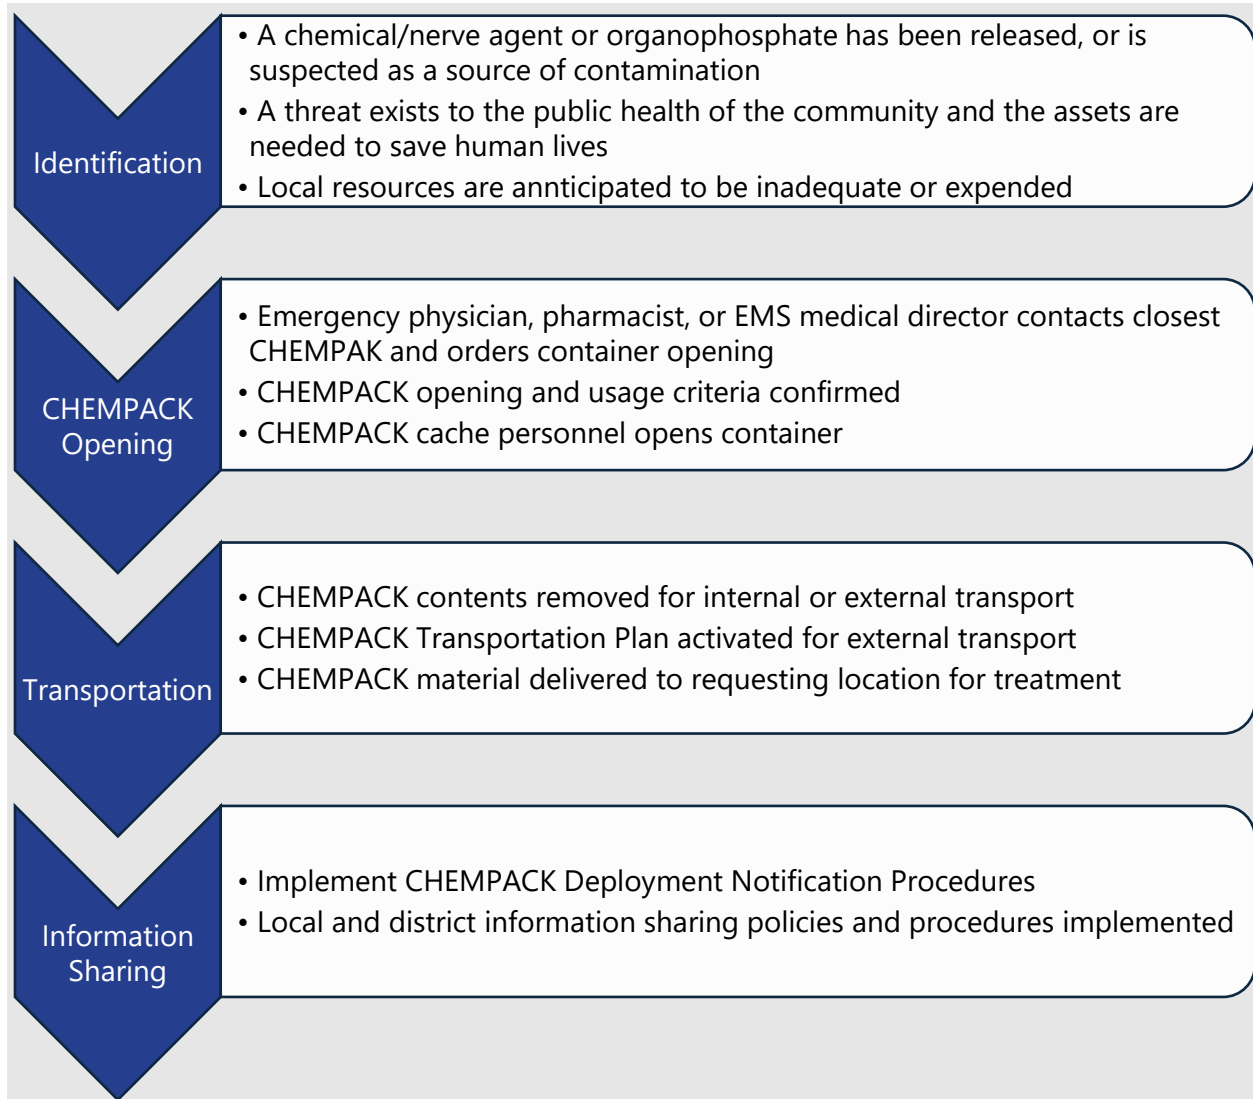 Identification
• A chemical/nerve agent or organophosphate has been released, or is
suspected as a source of contamination
• A threat exists to the public health of the community and the assets are
needed to save human lives
• Local resources are annticipated to be inadequate or expended
CHEMPACK
Opening
• Emergency physician, pharmacist, or EMS medical director contacts closest
CHEMPAK and orders container opening
• CHEMPACK opening and usage criteria confirmed
• CHEMPACK cache personnel opens container
Transportation
• CHEMPACK contents removed for internal or external transport
• CHEMPACK Transportation Plan activated for external transport
• CHEMPACK material delivered to requesting location for treatment
Information
Sharing
• Implement CHEMPACK Deployment Notification Procedures
• Local and district information sharing policies and procedures implemented